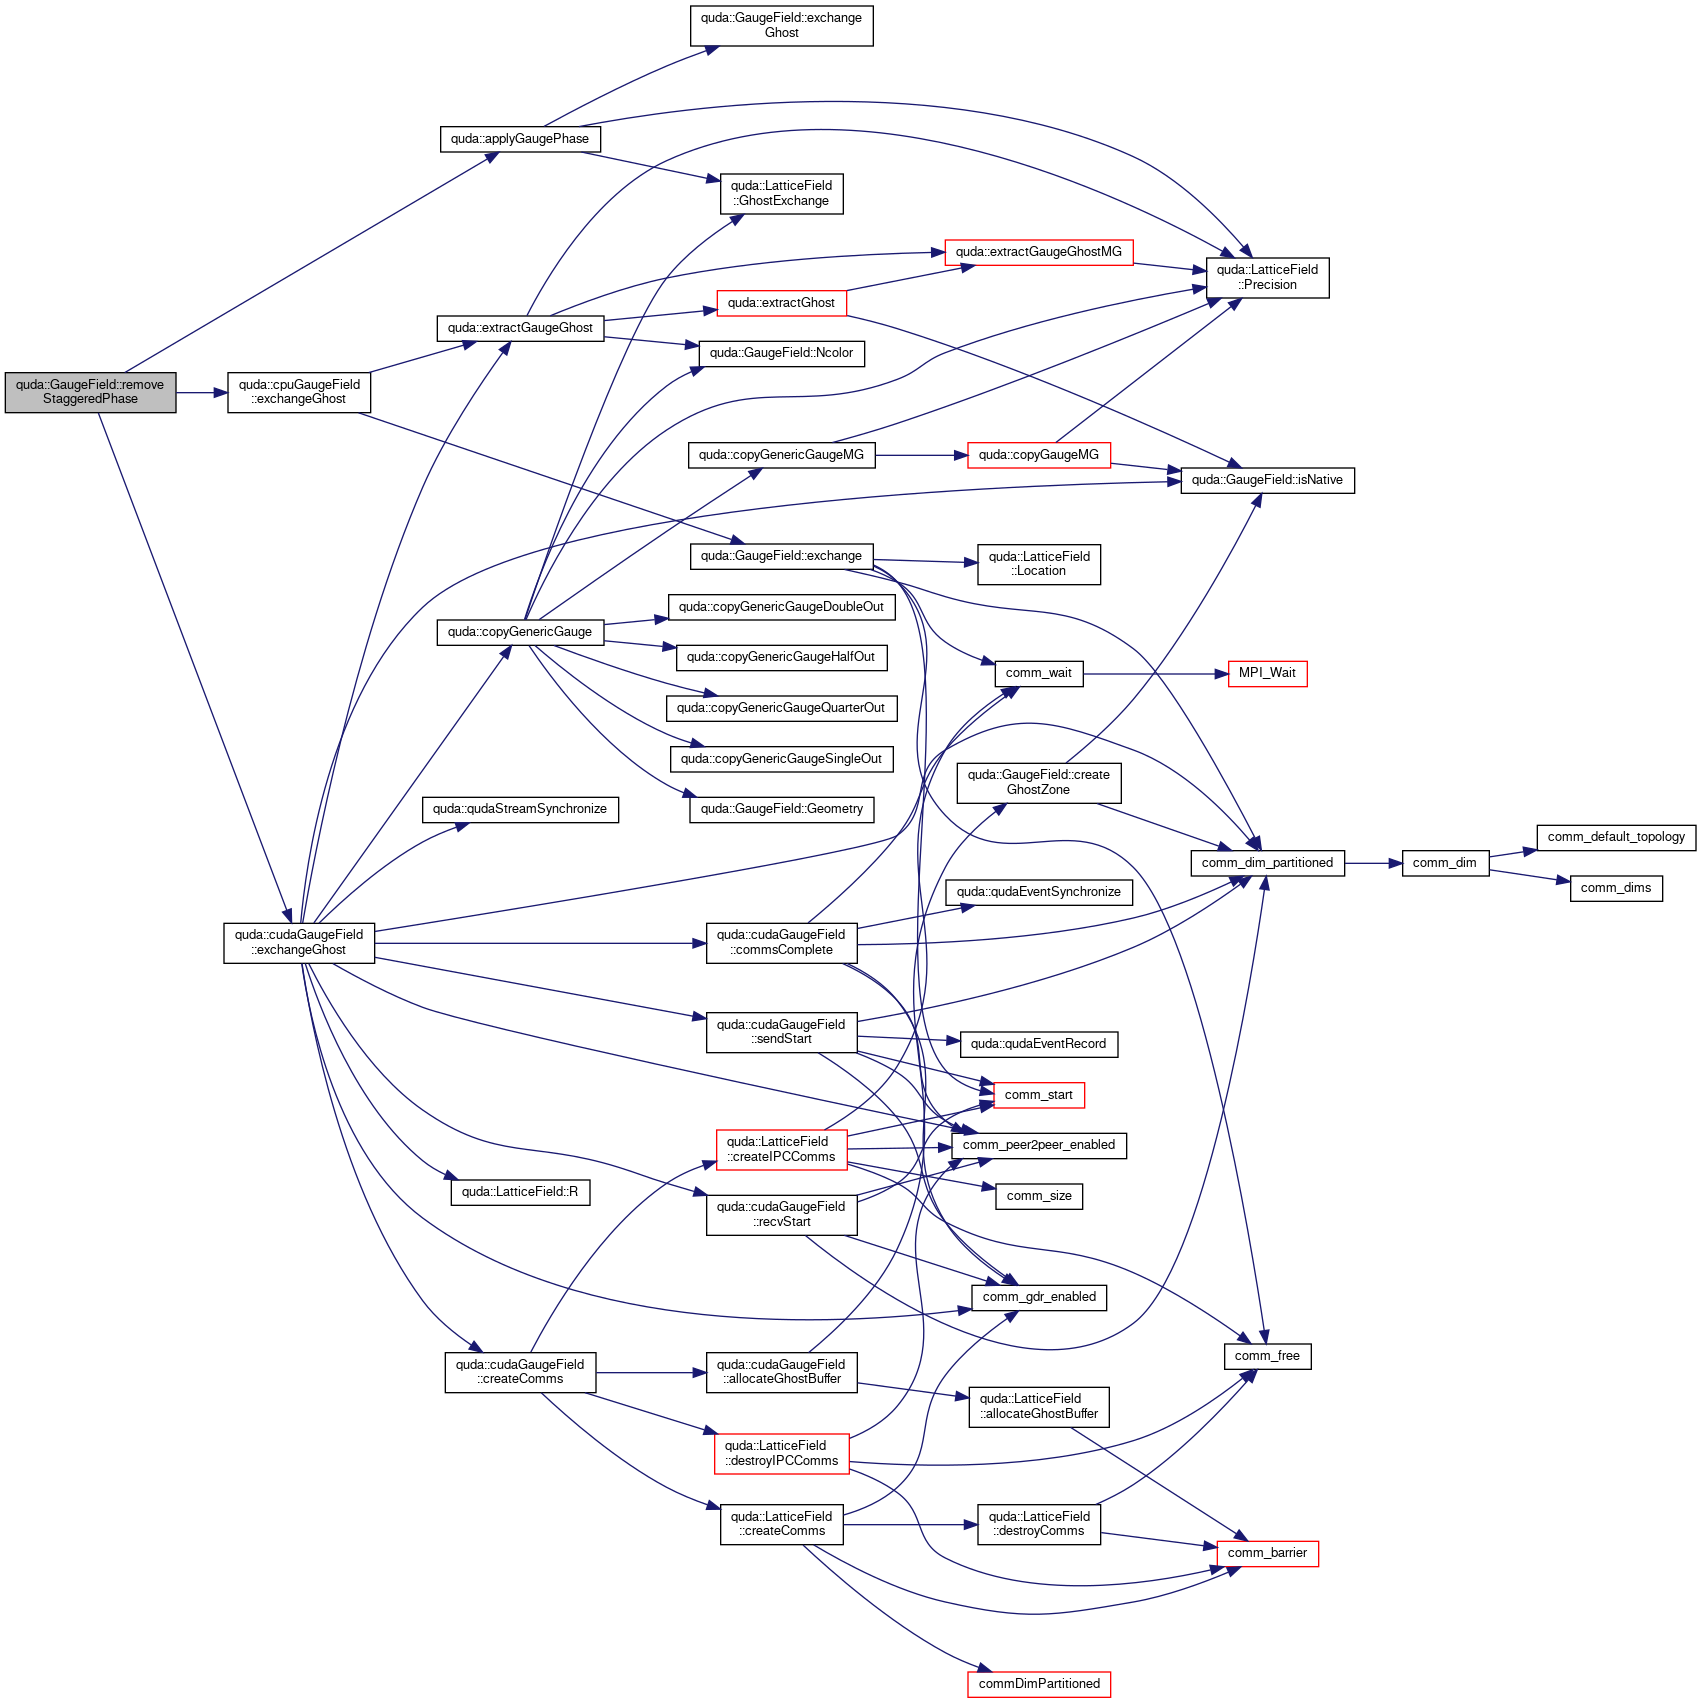 quda::GaugeField::exchange
Ghost
quda::applyGaugePhase
quda::LatticeField
::GhostExchange
quda::extractGaugeGhostMG
quda::LatticeField
::Precision
quda::extractGhost
quda::extractGaugeGhost
quda::GaugeField::Ncolor
quda::GaugeField::remove
StaggeredPhase
quda::cpuGaugeField
::exchangeGhost
quda::copyGenericGaugeMG
quda::copyGaugeMG
quda::GaugeField::isNative
quda::GaugeField::exchange
quda::LatticeField
::Location
quda::copyGenericGaugeDoubleOut
quda::copyGenericGauge
quda::copyGenericGaugeHalfOut
comm_wait
MPI_Wait
quda::copyGenericGaugeQuarterOut
quda::copyGenericGaugeSingleOut
quda::GaugeField::create
GhostZone
quda::qudaStreamSynchronize
quda::GaugeField::Geometry
comm_default_topology
comm_dim_partitioned
comm_dim
comm_dims
quda::qudaEventSynchronize
quda::cudaGaugeField
::exchangeGhost
quda::cudaGaugeField
::commsComplete
quda::cudaGaugeField
::sendStart
quda::qudaEventRecord
comm_start
quda::LatticeField
::createIPCComms
comm_peer2peer_enabled
quda::LatticeField::R
comm_size
quda::cudaGaugeField
::recvStart
comm_gdr_enabled
comm_free
quda::cudaGaugeField
::createComms
quda::cudaGaugeField
::allocateGhostBuffer
quda::LatticeField
::allocateGhostBuffer
quda::LatticeField
::destroyIPCComms
quda::LatticeField
::createComms
quda::LatticeField
::destroyComms
comm_barrier
commDimPartitioned